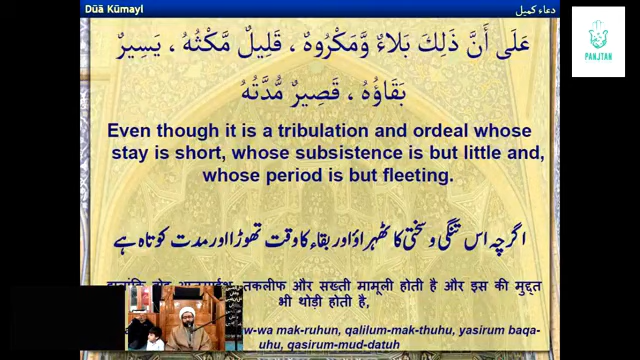 Dūā Kūmayl
دعاء كميل
PANJTAN
عَلَى أَنَّ ذَلِكَ بَلاءٌ وَّمَكْرُوهٌ ، قَلِيلٌ مَّكْثُهُ ، يَسِيرٌ
بَقَاؤُهُ ، قَصِيرٌ مُّدَّتُهُ
Even though it is a tribulation and ordeal whose
stay is short, whose subsistence is but little and,
whose period is but fleeting.
اگرچہ اس تنگی و سختی کا ٹھہراؤ اور بقاء کا وقت تھوڑا اور مدت کوتاہ ہے
तकलीफ और सख्ती मामूली होती है और इस की मुद्दत
भी थोड़ी होती है,
w-wa mak-ruhun, qalilum-mak-thuhu, yasirum baqa-
uhu, qasirum-mud-datuh